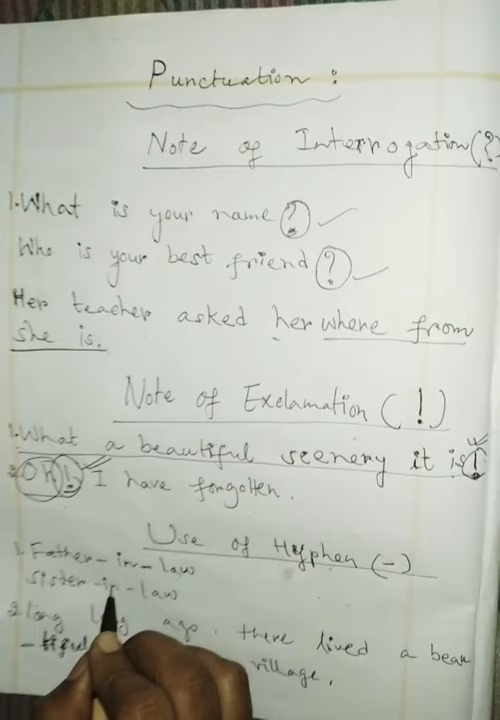 Punctuation :
Note of Interrogation (?)
1. What is your name ?
Who is your best friend ?
Her teacher asked her where from
she is.
Note of Exclamation ( ! )
1. What a beautiful scenery it is !
2. Oh ! I have forgotten.
Use of Hyphen (-)
1. Father-in-law
Sister-in-law
2. long ago. there lived a beau
village.